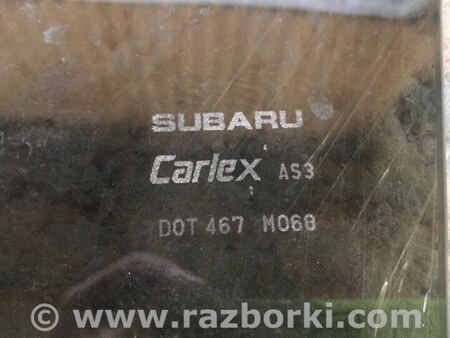 SUBARU
Carlex AS3
DOT 467 M068
© www.razborki.com